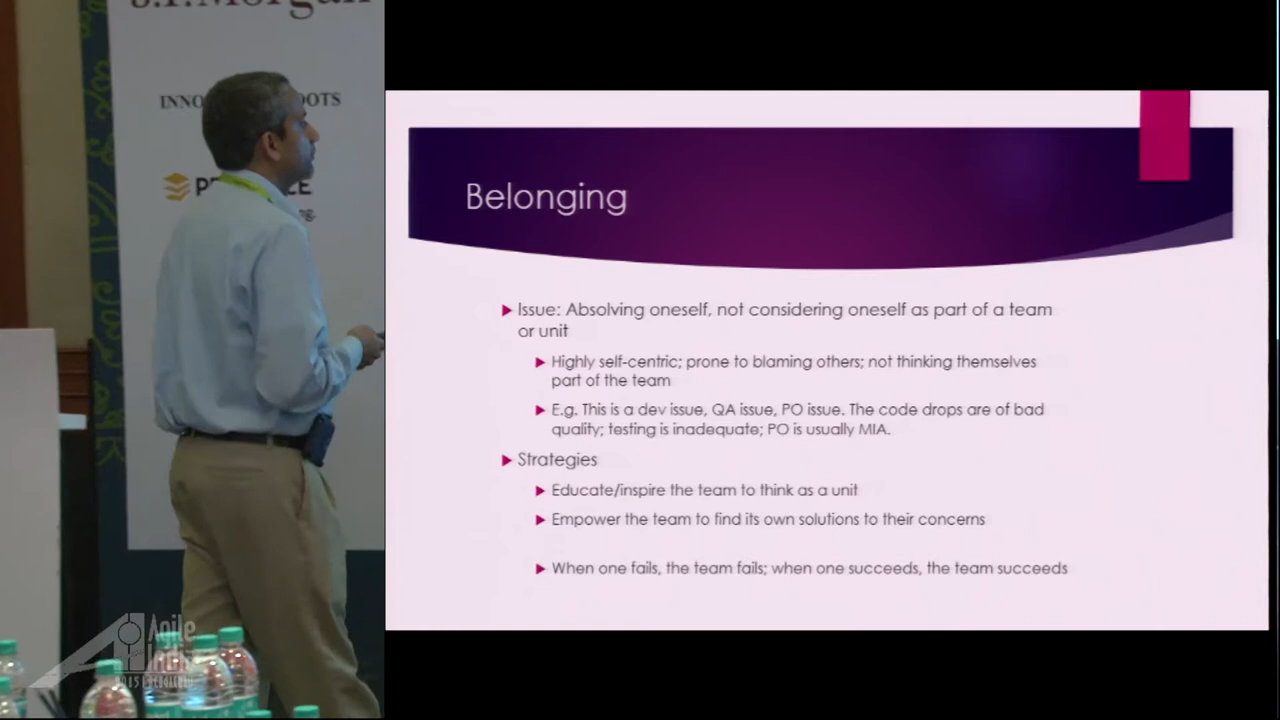 J.P.Morgan
INNO OOTS
Belonging
Issue: Absolving oneself, not considering oneself as part of a team
or unit
Highly self-centric; prone to blaming others; not thinking themselves
part of the team
E.g. This is a dev issue, QA issue, PO issue. The code drops are of bad
quality; testing is inadequate; PO is usually MIA.
Strategies
Educate/inspire the team to think as a unit
Empower the team to find its own solutions to their concerns
When one fails, the team fails; when one succeeds, the team succeeds
Agile
India